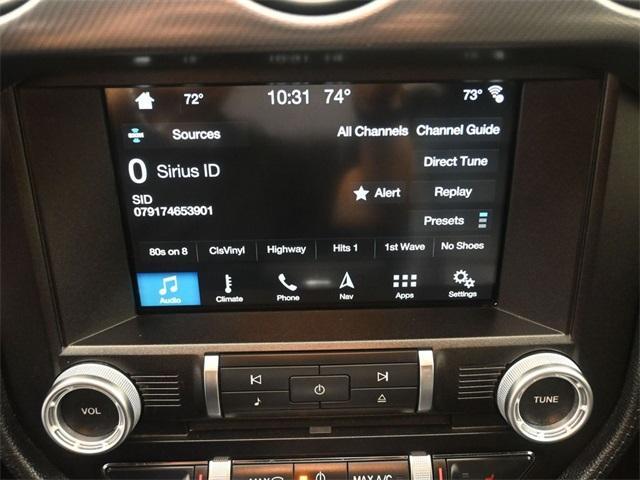 72° 10:31 74° 73°
Sources All Channels Channel Guide
Direct Tune
0 Sirius ID
SID
079174653901
Alert Replay
Presets
80s on 8 ClsVinyl Highway Hits 1 1st Wave No Shoes
Audio Climate Phone Nav Apps Settings
VOL TUNE
MAX A/C